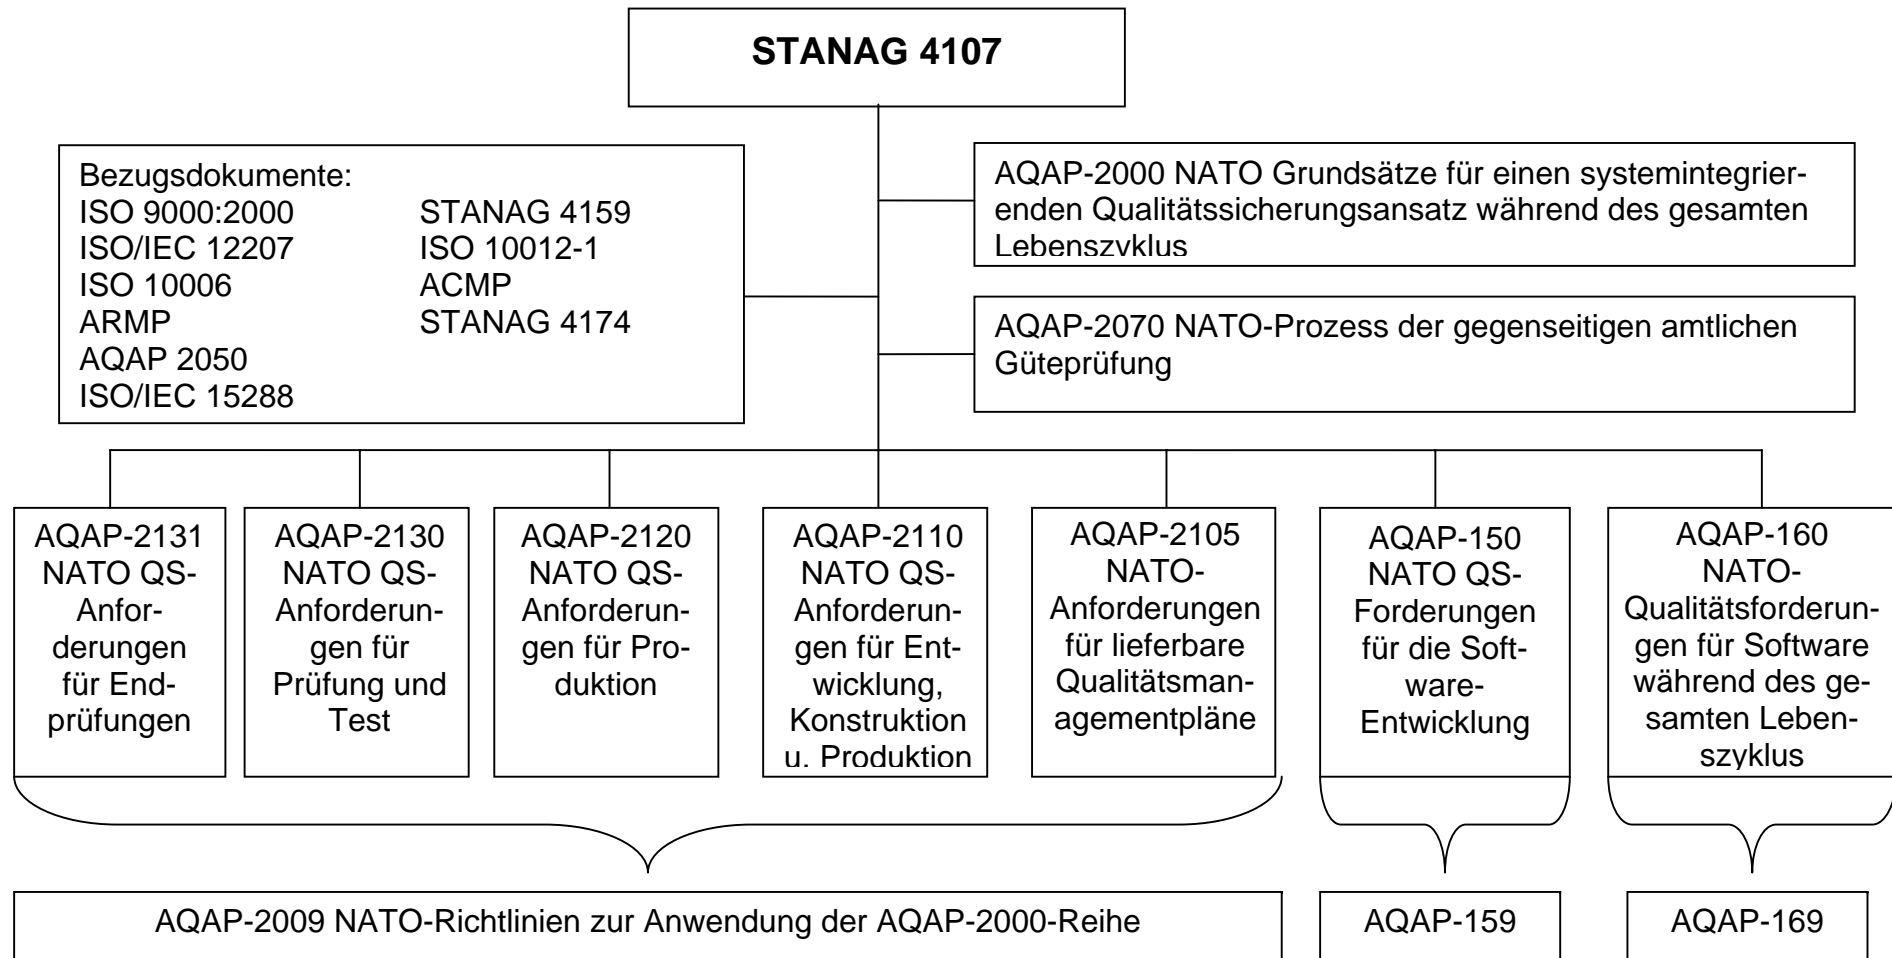 STANAG 4107
Bezugsdokumente:
ISO 9000:2000 STANAG 4159
ISO/IEC 12207 ISO 10012-1
ISO 10006 ACMP
ARMP STANAG 4174
AQAP 2050
ISO/IEC 15288
AQAP-2000 NATO Grundsätze für einen systemintegrier-
enden Qualitätssicherungsansatz während des gesamten
Lebenszyklus
AQAP-2070 NATO-Prozess der gegenseitigen amtlichen
Güteprüfung
AQAP-2131
NATO QS-
Anfor-
derungen
für End-
prüfungen
AQAP-2130
NATO QS-
Anforderun-
gen für
Prüfung und
Test
AQAP-2120
NATO QS-
Anforderun-
gen für Pro-
duktion
AQAP-2110
NATO QS-
Anforderun-
gen für Ent-
wicklung,
Konstruktion
u. Produktion
AQAP-2105
NATO-
Anforderungen
für lieferbare
Qualitätsman-
agementpläne
AQAP-150
NATO QS-
Forderungen
für die Soft-
ware-
Entwicklung
AQAP-160
NATO-
Qualitätsforderun-
gen für Software
während des ge-
samten Leben-
szyklus
AQAP-2009 NATO-Richtlinien zur Anwendung der AQAP-2000-Reihe
AQAP-159
AQAP-169